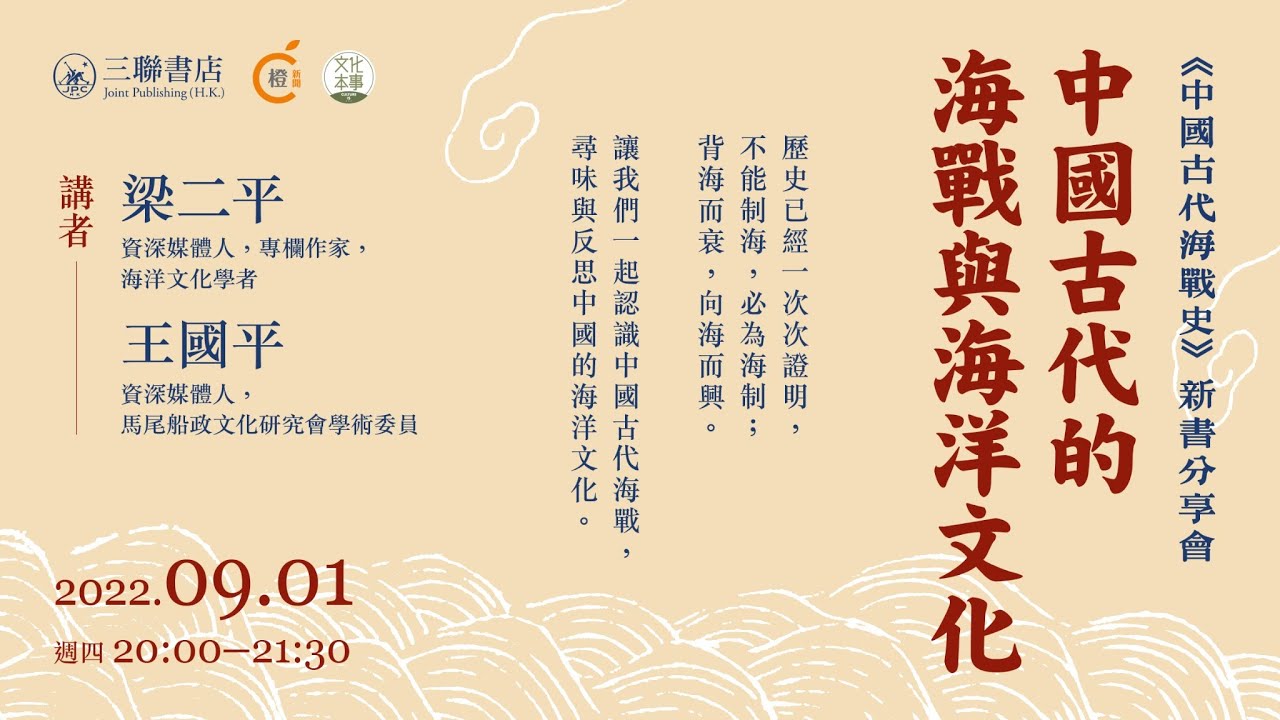 《中國古代海戰史》新書分享會
中國古代的
海戰與海洋文化
歷史已經一次次證明，
不能制海，必為海制；
背海而衰，向海而興。
讓我們一起認識中國古代海戰，
尋味與反思中國的海洋文化。
JPC
三聯書店
Joint Publishing (H.K.)
橙
新聞
文化
本事
講者
梁二平
資深媒體人，專欄作家，
海洋文化學者
王國平
資深媒體人，
馬尾船政文化研究會學術委員
2022.09.01
週四 20:00–21:30